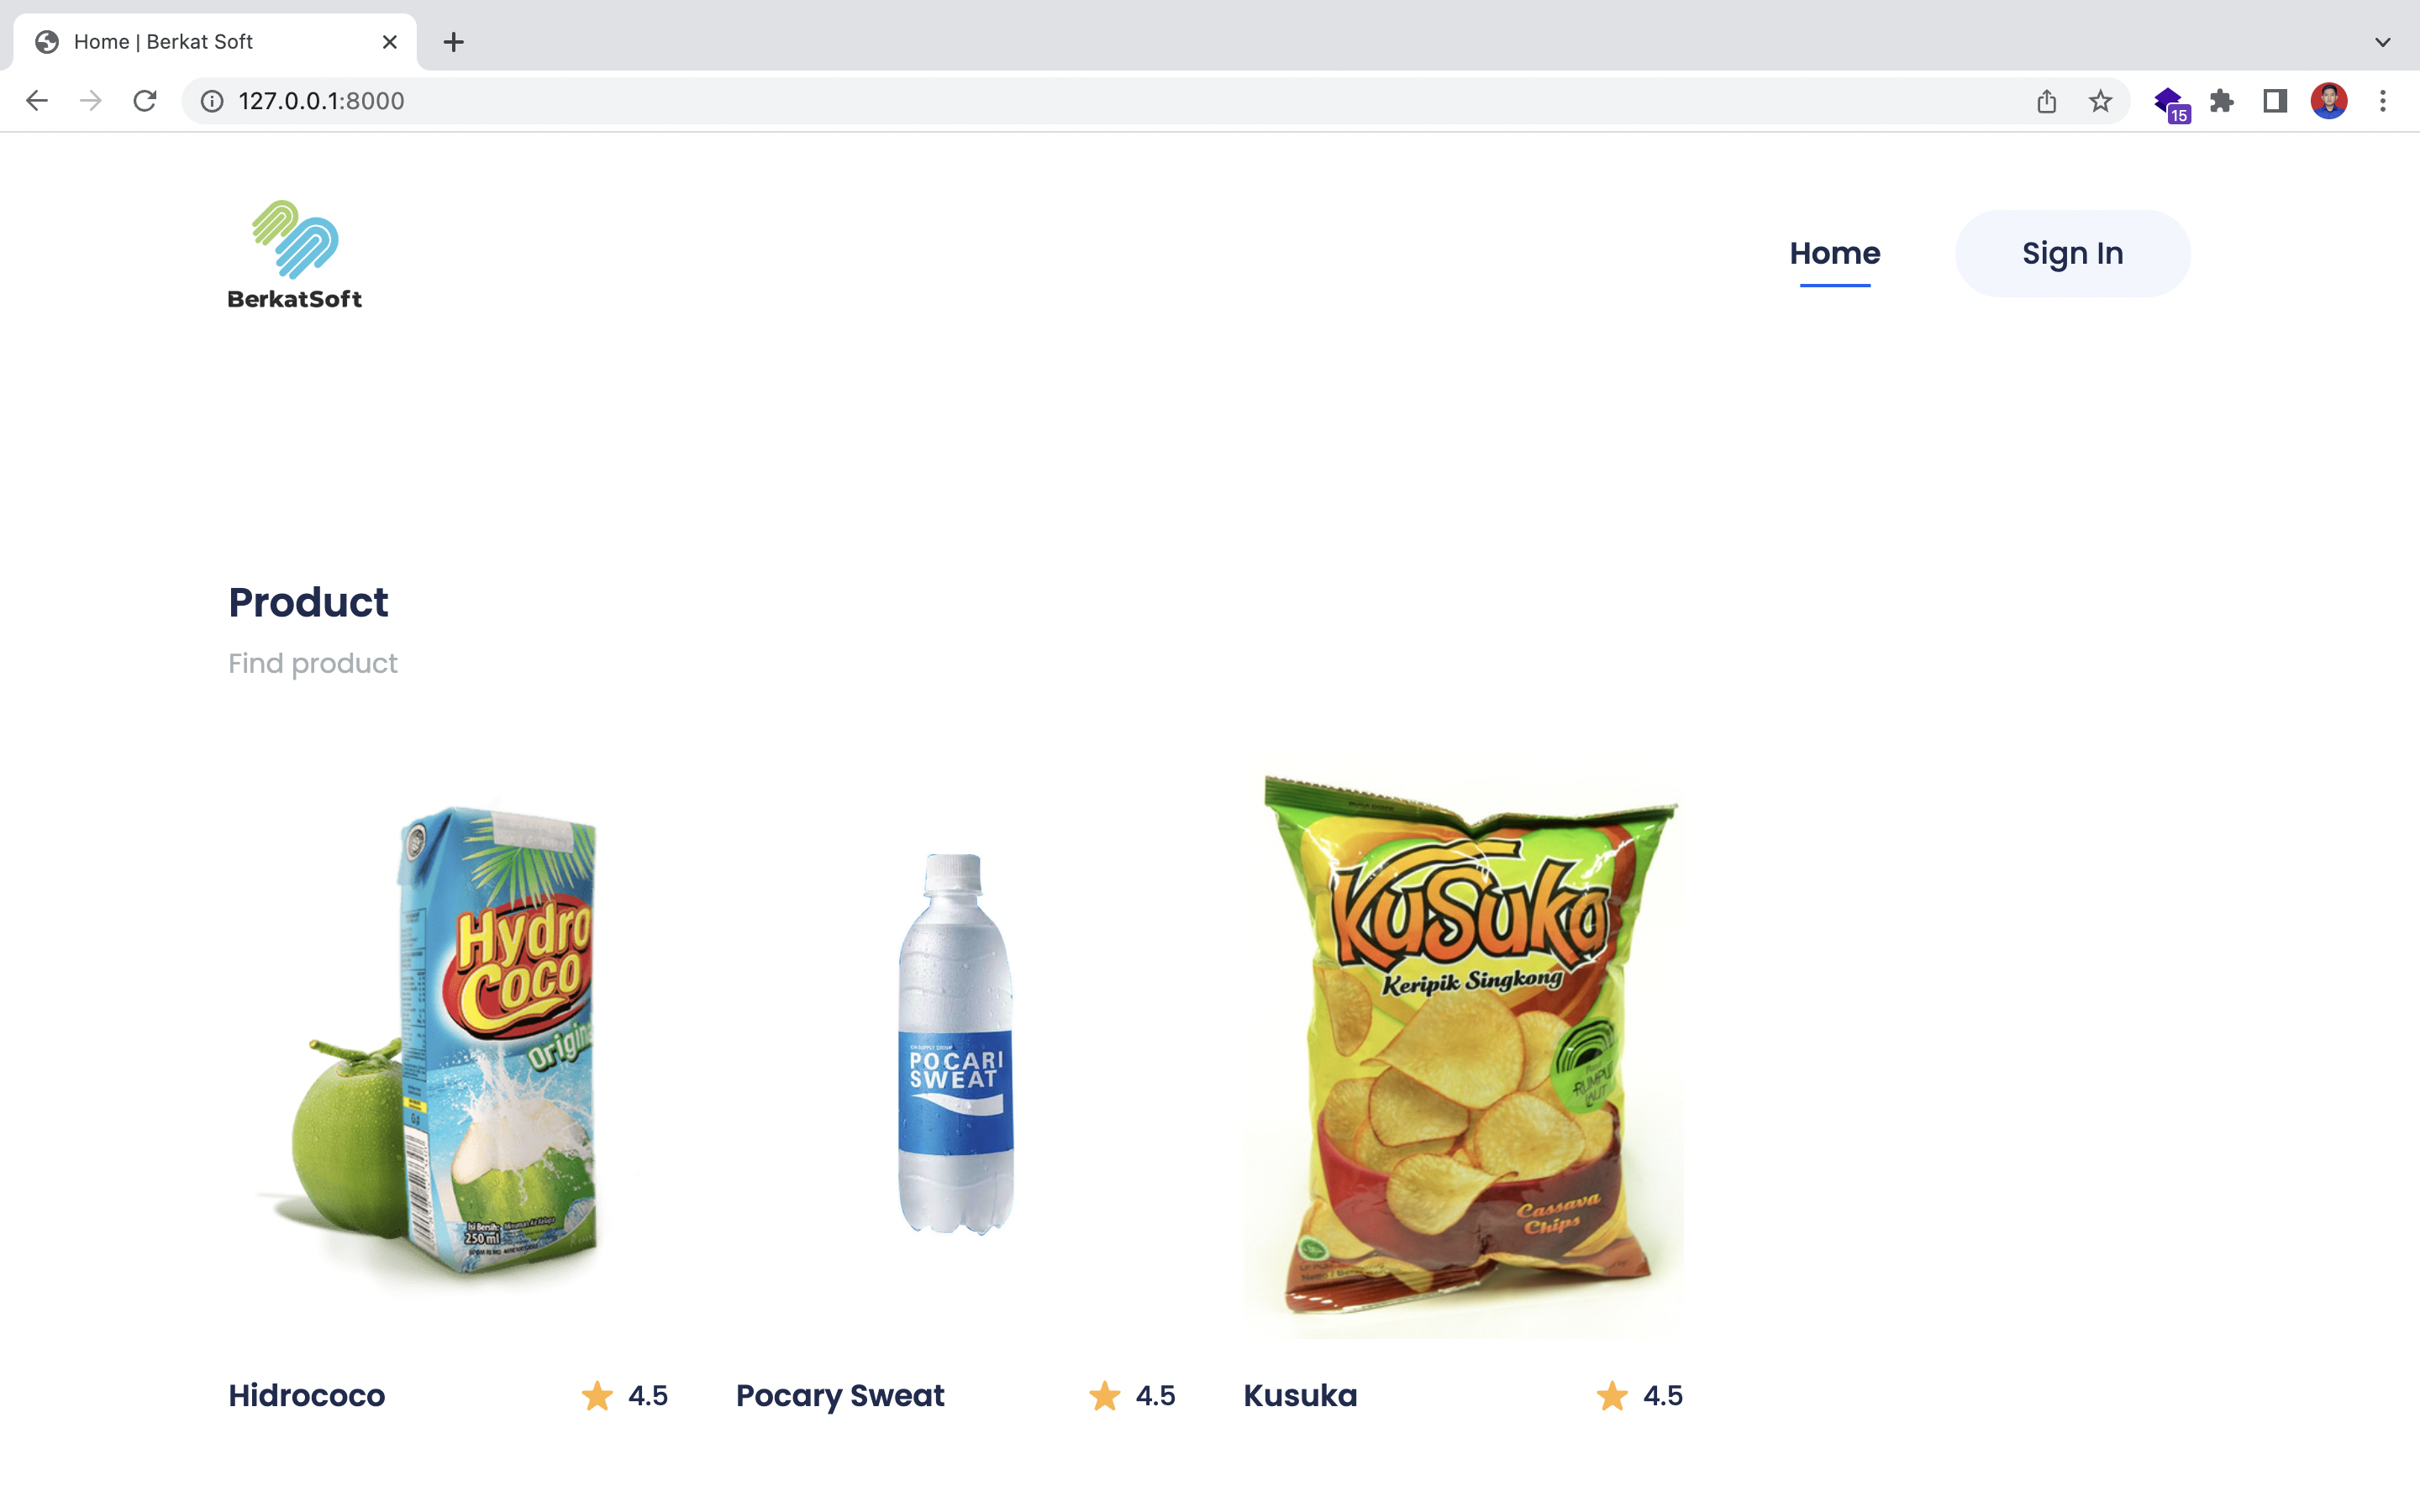 Home | Berkat Soft
127.0.0.1:8000
15
BerkatSoft
Home
Sign In
Product
Find product
Hydro
Coco
Isi Bersih:
250 ml
POCARI
SWEAT
KuSuka
Keripik Singkong
RUMPUT
LAUT
Cassava
Chips
Hidrococo
4.5
Pocary Sweat
4.5
Kusuka
4.5